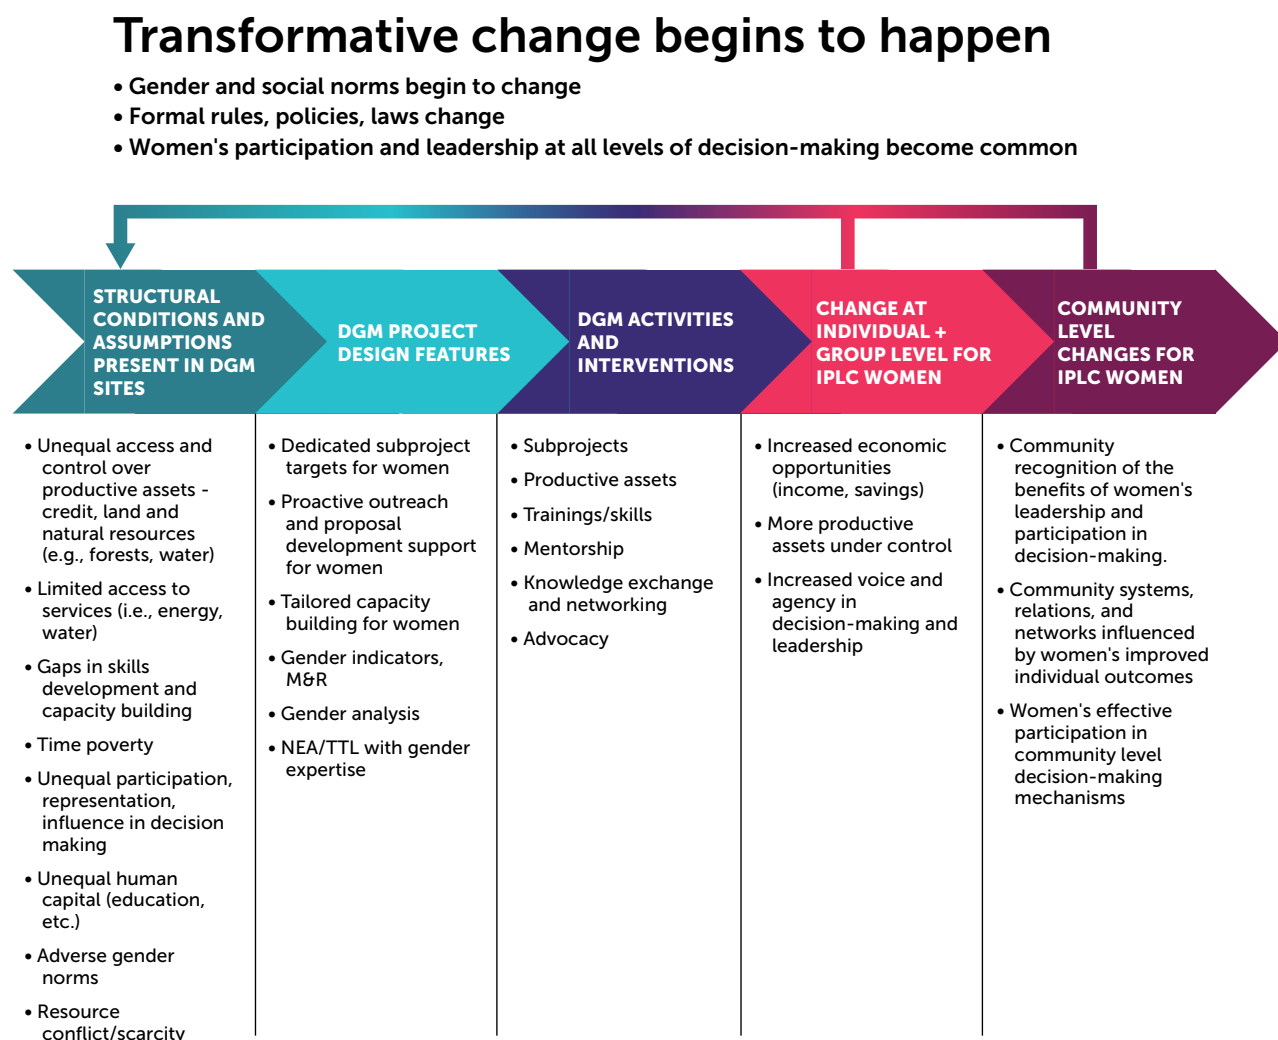 Transformative change begins to happen
• Gender and social norms begin to change
• Formal rules, policies, laws change
• Women's participation and leadership at all levels of decision-making become common
STRUCTURAL
CONDITIONS AND
ASSUMPTIONS
PRESENT IN DGM
SITES
DGM PROJECT
DESIGN FEATURES
DGM ACTIVITIES
AND
INTERVENTIONS
CHANGE AT
INDIVIDUAL +
GROUP LEVEL FOR
IPLC WOMEN
COMMUNITY
LEVEL
CHANGES FOR
IPLC WOMEN
• Unequal access and
control over
productive assets -
credit, land and
natural resources
(e.g., forests, water)
• Limited access to
services (i.e., energy,
water)
• Gaps in skills
development and
capacity building
• Time poverty
• Unequal participation,
representation,
influence in decision
making
• Unequal human
capital (education,
etc.)
• Adverse gender
norms
• Resource
conflict/scarcity
• Dedicated subproject
targets for women
• Proactive outreach
and proposal
development support
for women
• Tailored capacity
building for women
• Gender indicators,
M&R
• Gender analysis
• NEA/TTL with gender
expertise
• Subprojects
• Productive assets
• Trainings/skills
• Mentorship
• Knowledge exchange
and networking
• Advocacy
• Increased economic
opportunities
(income, savings)
• More productive
assets under control
• Increased voice and
agency in
decision-making and
leadership
• Community
recognition of the
benefits of women's
leadership and
participation in
decision-making.
• Community systems,
relations, and
networks influenced
by women's improved
individual outcomes
• Women's effective
participation in
community level
decision-making
mechanisms